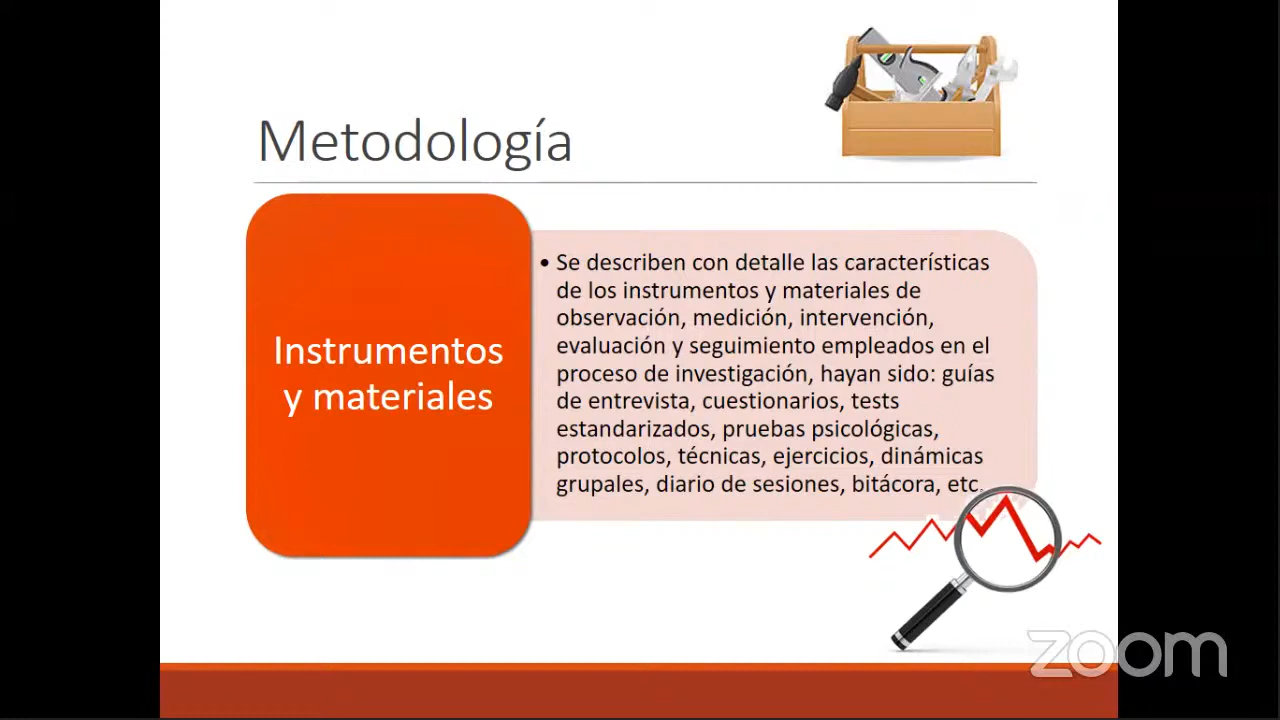 Metodología
Instrumentos
y materiales
• Se describen con detalle las características
de los instrumentos y materiales de
observación, medición, intervención,
evaluación y seguimiento empleados en el
proceso de investigación, hayan sido: guías
de entrevista, cuestionarios, tests
estandarizados, pruebas psicológicas,
protocolos, técnicas, ejercicios, dinámicas
grupales, diario de sesiones, bitácora, etc.
zoom